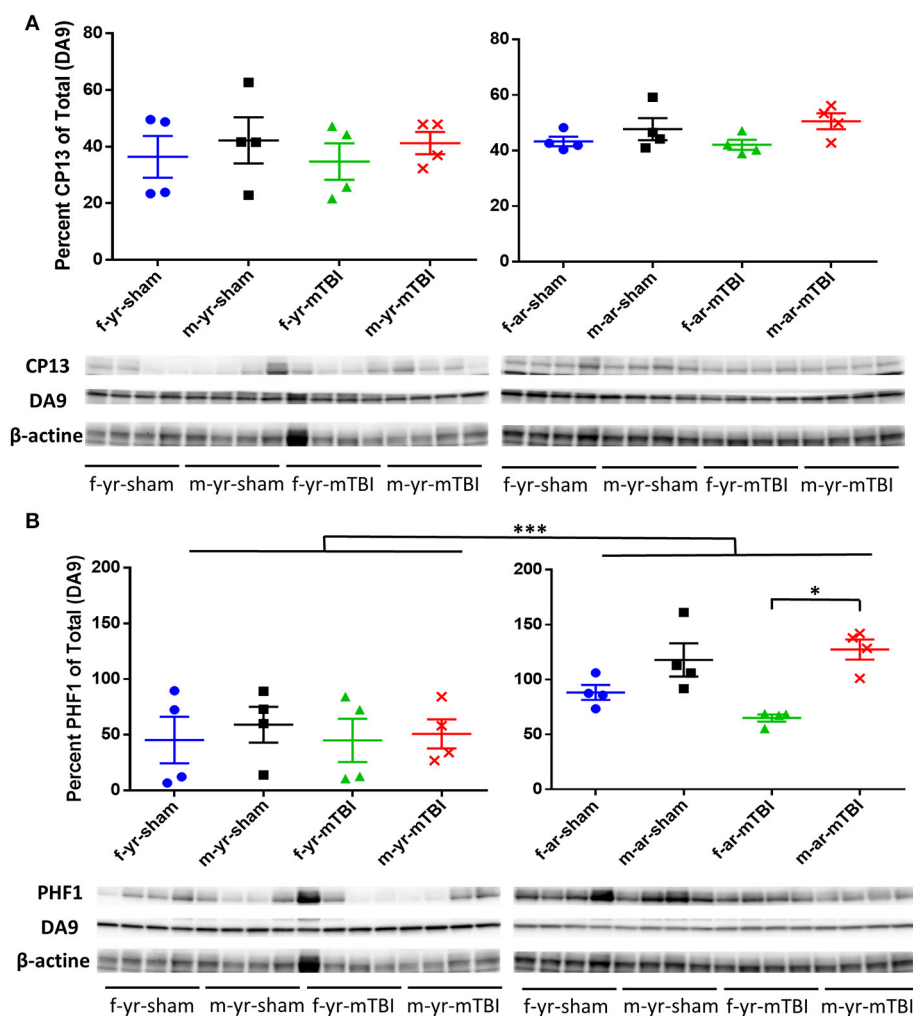 A
Percent CP13 of Total (DA9)
80
60
40
20
0
f-yr-sham
m-yr-sham
f-yr-mTBI
m-yr-mTBI
80
60
40
20
0
f-ar-sham
m-ar-sham
f-ar-mTBI
m-ar-mTBI
CP13
DA9
β-actine
f-yr-sham m-yr-sham f-yr-mTBI m-yr-mTBI f-yr-sham m-yr-sham f-yr-mTBI m-yr-mTBI
B
***
Percent PHF1 of Total (DA9)
200
150
100
50
0
f-yr-sham
m-yr-sham
f-yr-mTBI
m-yr-mTBI
200
150
100
50
0
*
f-ar-sham
m-ar-sham
f-ar-mTBI
m-ar-mTBI
PHF1
DA9
β-actine
f-yr-sham m-yr-sham f-yr-mTBI m-yr-mTBI f-yr-sham m-yr-sham f-yr-mTBI m-yr-mTBI